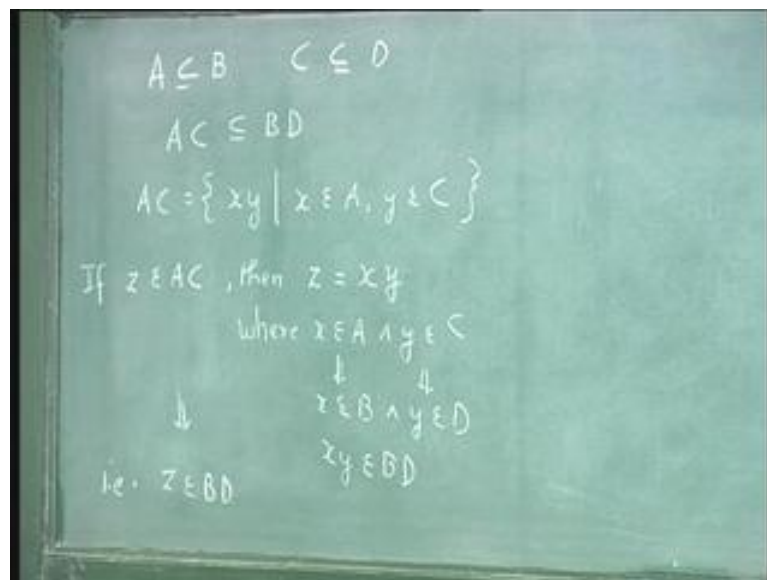 A ⊆ B C ⊆ D
AC ⊆ BD
AC = { xy | x ∈ A, y ∈ C }
If z ∈ AC , then z = xy
where x ∈ A ∧ y ∈ C
⇓ ⇓
x ∈ B ∧ y ∈ D
⇓
xy ∈ BD
i.e. z ∈ BD